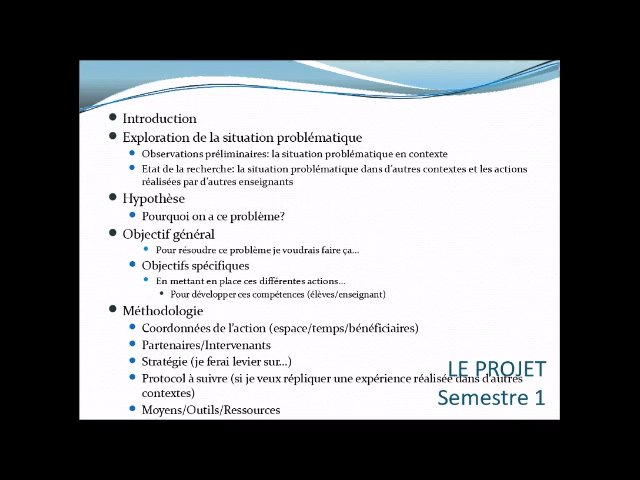 Introduction
Exploration de la situation problématique
Observations préliminaires: la situation problématique en contexte
Etat de la recherche: la situation problématique dans d'autres contextes et les actions
réalisées par d'autres enseignants
Hypothèse
Pourquoi on a ce problème?
Objectif général
Pour résoudre ce problème je voudrais faire ça...
Objectifs spécifiques
En mettant en place ces différentes actions...
Pour développer ces compétences (élèves/enseignant)
Méthodologie
Coordonnées de l'action (espace/temps/bénéficiaires)
Partenaires/Intervenants
Stratégie (je ferai levier sur...)
Protocol à suivre (si je veux répliquer une expérience réalisée dans d'autres
contextes)
Moyens/Outils/Ressources
LE PROJET
Semestre 1